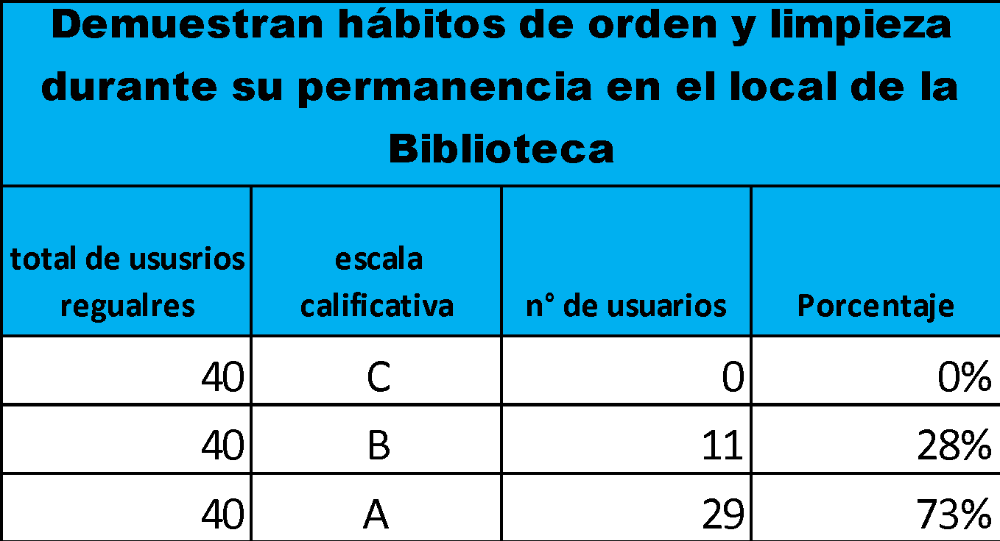 Demuestran hábitos de orden y limpieza
durante su permanencia en el local de la
Biblioteca
total de ususrios
regualres
escala
calificativa
n° de usuarios
Porcentaje
40 C 0 0%
40 B 11 28%
40 A 29 73%